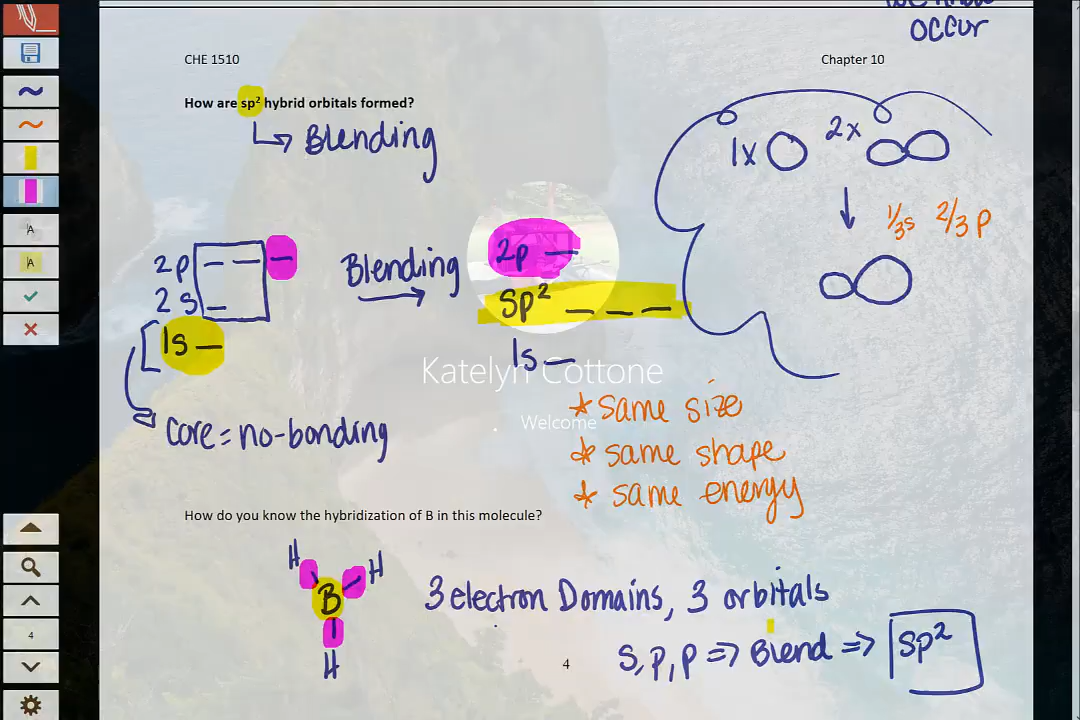 occur
CHE 1510 Chapter 10
How are sp² hybrid orbitals formed?
↳ Blending
1x 2x
1/3s 2/3 p
2p _ _ _
2s _
1s _
Blending
2p _
Sp² _ _ _
1s _
Katelyn Cottone
Welcome
Core = no-bonding
* same size
* same shape
* same energy
How do you know the hybridization of B in this molecule?
H H
B
H
3 electron Domains, 3 orbitals
S, P, P => Blend => Sp²
4
A
A
4